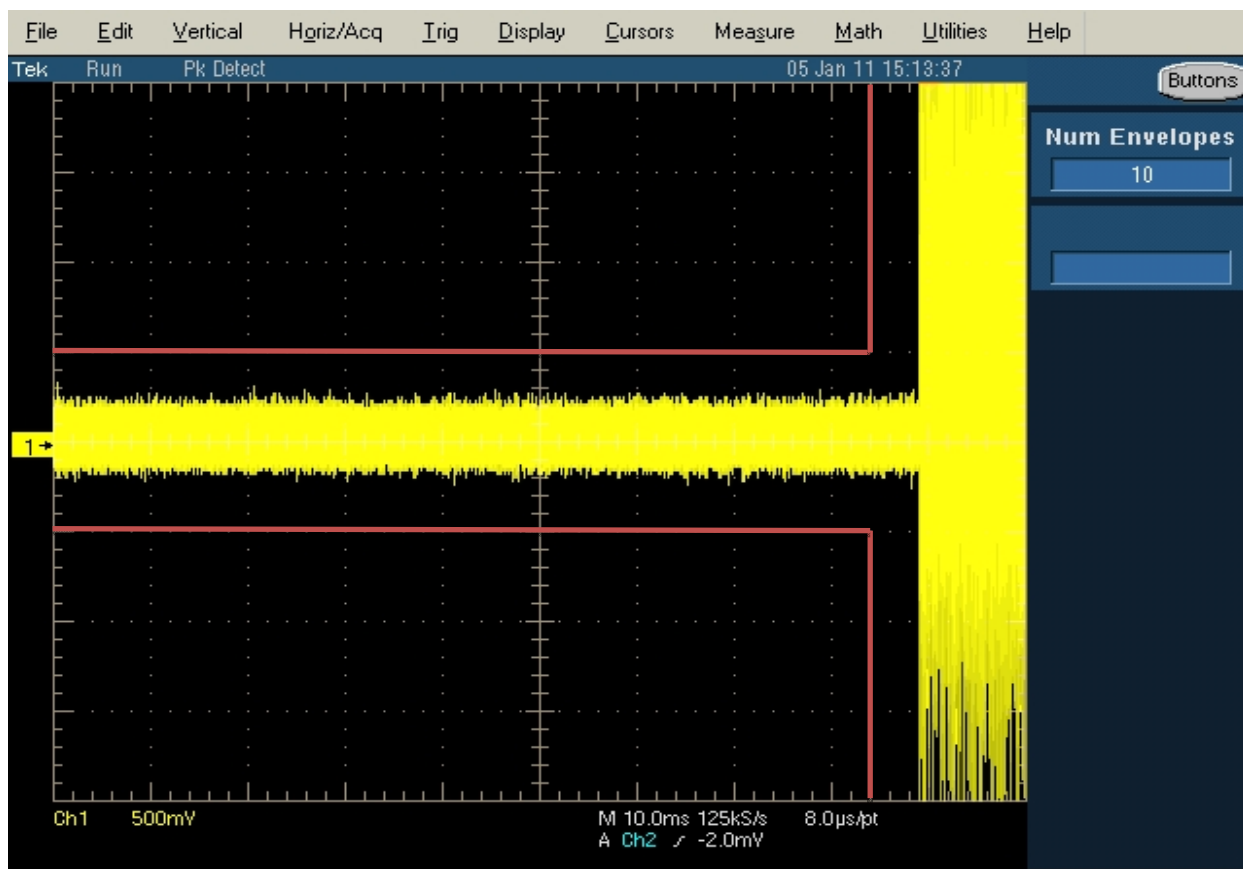 File Edit Vertical Horiz/Acq Trig Display Cursors Measure Math Utilities Help
Tek Run Pk Detect 05 Jan 11 15:13:37
Buttons
Num Envelopes
10
1
Ch1 500mV M 10.0ms 125kS/s 8.0µs/pt
A Ch2 ⁄ -2.0mV